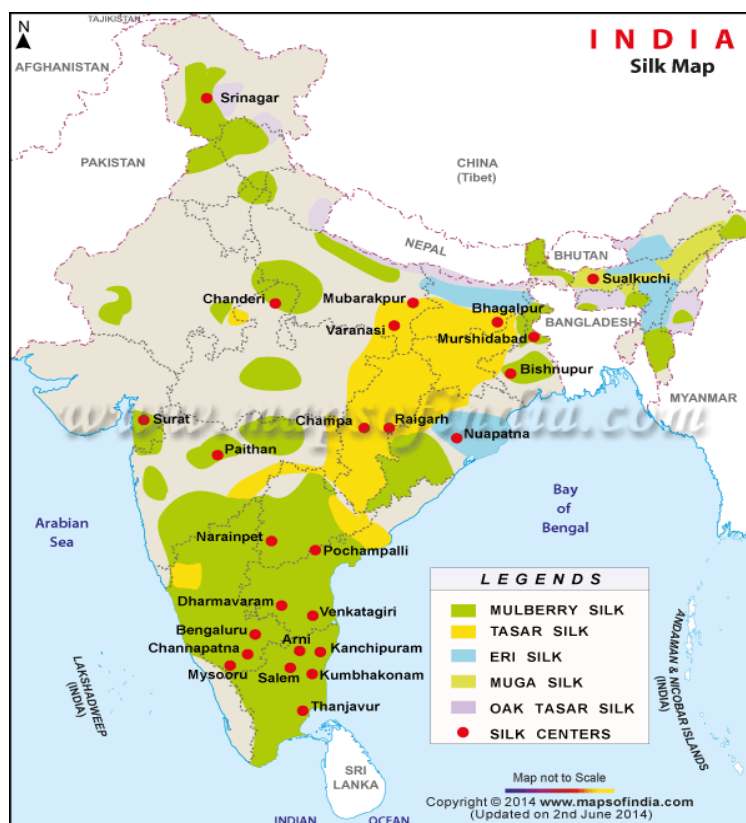 TAJIKISTAN
N
INDIA
Silk Map
AFGHANISTAN
Srinagar
PAKISTAN
CHINA
(Tibet)
NEPAL
BHUTAN
Sualkuchi
Chanderi
Mubarakpur
Bhagalpur
Varanasi
BANGLADESH
Murshidabad
Bishnupur
MYANMAR
www.mapsofindia.com
Surat
Champa
Raigarh
Paithan
Nuapatna
Arabian
Sea
Bay
of
Bengal
Narainpet
Pochampalli
Dharmavaram
Venkatagiri
Bengaluru
Arni
Channapatna
Kanchipuram
Mysooru
Salem
Kumbhakonam
Thanjavur
LAKSHADWEEP
(INDIA)
ANDAMAN & NICOBAR ISLANDS
(INDIA)
LEGENDS
MULBERRY SILK
TASAR SILK
ERI SILK
MUGA SILK
OAK TASAR SILK
SILK CENTERS
SRI
LANKA
Map not to Scale
Copyright © 2014 www.mapsofindia.com
(Updated on 2nd June 2014)
INDIAN OCEAN